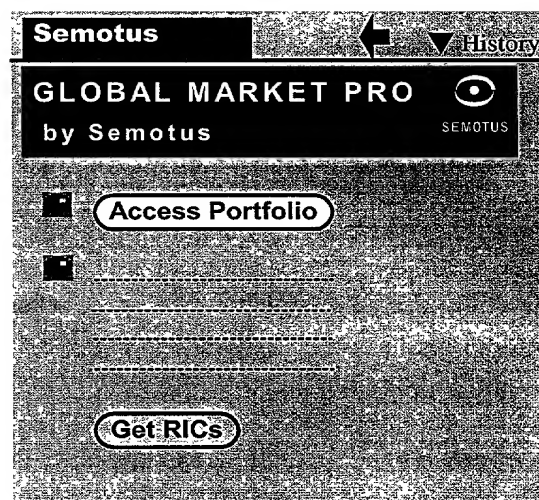 Semotus
History
GLOBAL MARKET PRO
SEMOTUS
by Semotus
Access Portfolio
Get RICs